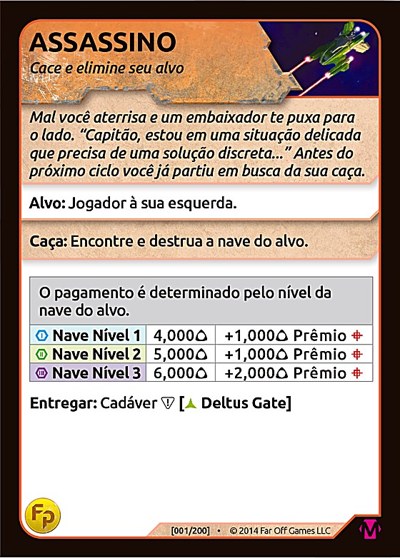 ASSASSINO
Cace e elimine seu alvo
Mal você aterrisa e um embaixador te puxa para
o lado. “Capitão, estou em uma situação delicada
que precisa de uma solução discreta...” Antes do
próximo ciclo você já partiu em busca da sua caça.
Alvo: Jogador à sua esquerda.
Caça: Encontre e destrua a nave do alvo.
O pagamento é determinado pelo nível da
nave do alvo.
I Nave Nível 1 4,000 +1,000 Prêmio
II Nave Nível 2 5,000 +1,000 Prêmio
III Nave Nível 3 6,000 +2,000 Prêmio
Entregar: Cadáver [ Deltus Gate]
FP
[001/200] • © 2014 Far Off Games LLC